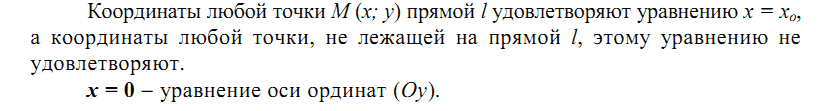 Координаты любой точки M (x; y) прямой l удовлетворяют уравнению x = xₒ,
а координаты любой точки, не лежащей на прямой l, этому уравнению не
удовлетворяют.
x = 0 – уравнение оси ординат (Oy).